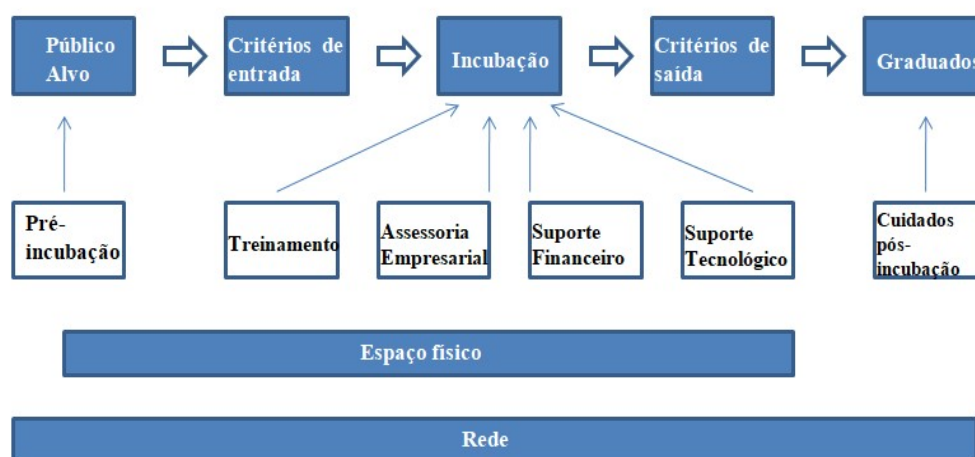 Público
Alvo
Critérios de
entrada
Incubação
Critérios de
saída
Graduados
Pré-
incubação
Treinamento
Assessoria
Empresarial
Suporte
Financeiro
Suporte
Tecnológico
Cuidados
pós-
incubação
Espaço físico
Rede